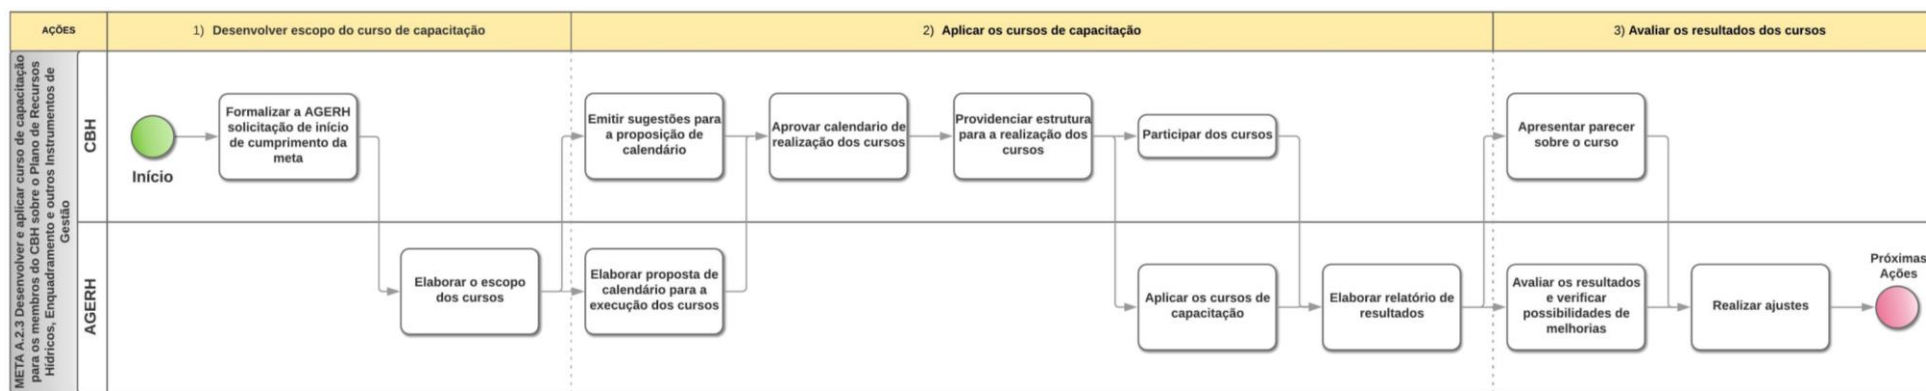 AÇÕES
1) Desenvolver escopo do curso de capacitação
2) Aplicar os cursos de capacitação
3) Avaliar os resultados dos cursos
META A.2.3 Desenvolver e aplicar curso de capacitação
para os membros do CBH sobre o Plano de Recursos
Hídricos, Enquadramento e outros Instrumentos de
Gestão
CBH
Início
Formalizar a AGERH
solicitação de início
de cumprimento da
meta
Emitir sugestões para
a proposição de
calendário
Aprovar calendario de
realização dos cursos
Providenciar estrutura
para a realização dos
cursos
Participar dos cursos
Apresentar parecer
sobre o curso
AGERH
Elaborar o escopo
dos cursos
Elaborar proposta de
calendário para a
execução dos cursos
Aplicar os cursos de
capacitação
Elaborar relatório de
resultados
Avaliar os resultados
e verificar
possibilidades de
melhorias
Realizar ajustes
Próximas
Ações